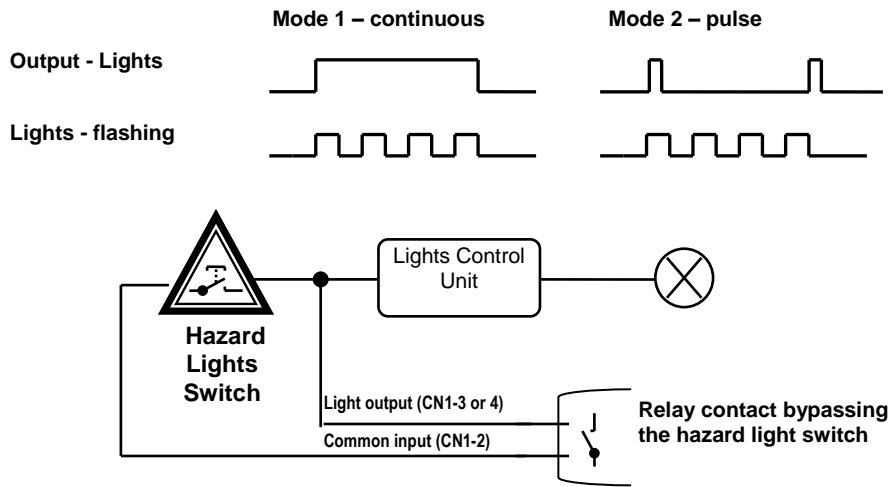 Mode 1 – continuous
Mode 2 – pulse
Output - Lights
Lights - flashing
Lights Control
Unit
Hazard
Lights
Switch
Light output (CN1-3 or 4)
Common input (CN1-2)
Relay contact bypassing
the hazard light switch